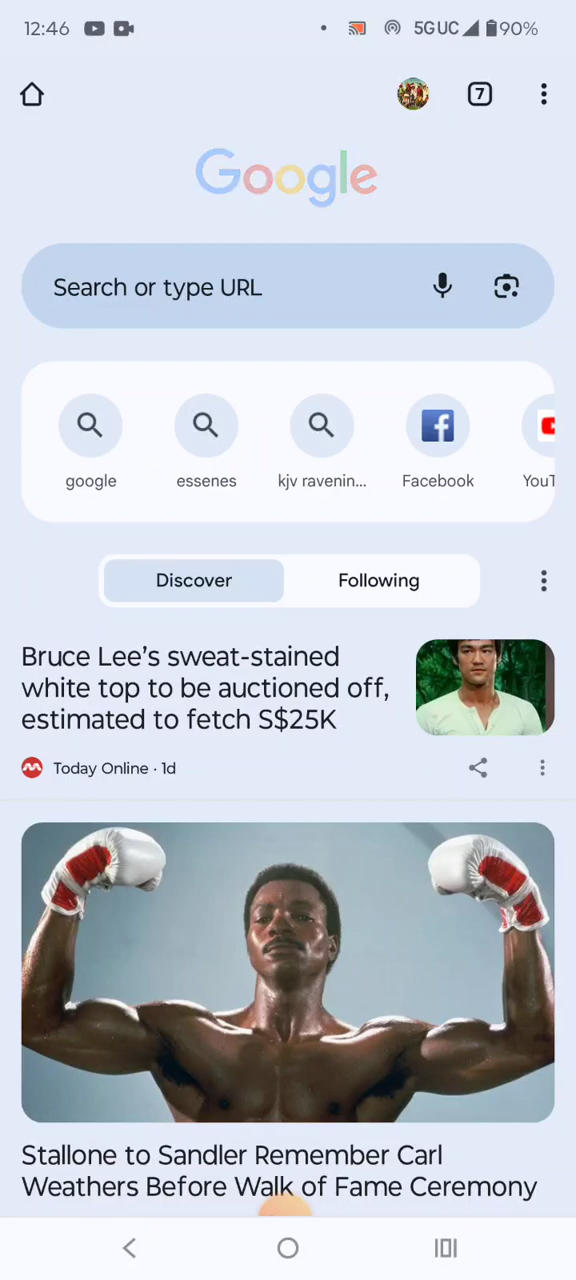 12:46
5G UC 90%
7
Google
Search or type URL
google
essenes
kjv ravenin...
Facebook
YouT
Discover
Following
Bruce Lee’s sweat-stained
white top to be auctioned off,
estimated to fetch S$25K
Today Online · 1d
Stallone to Sandler Remember Carl
Weathers Before Walk of Fame Ceremony